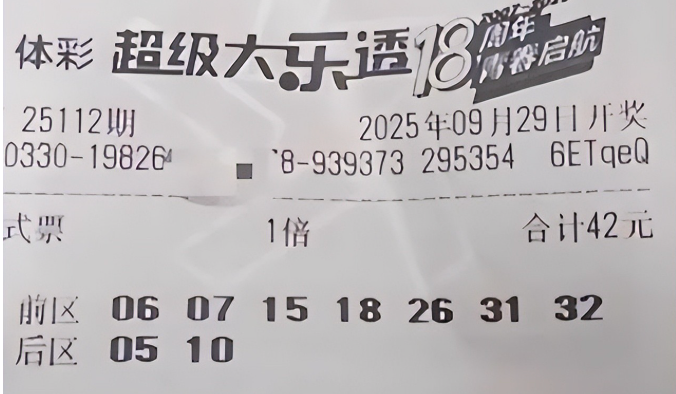 体彩 超级大乐透 18周年
启航
25112期 2025年09月29日开奖
0330-19826 8-939373 295354 6ETqeQ
式票 1倍 合计42元
前区 06 07 15 18 26 31 32
后区 05 10